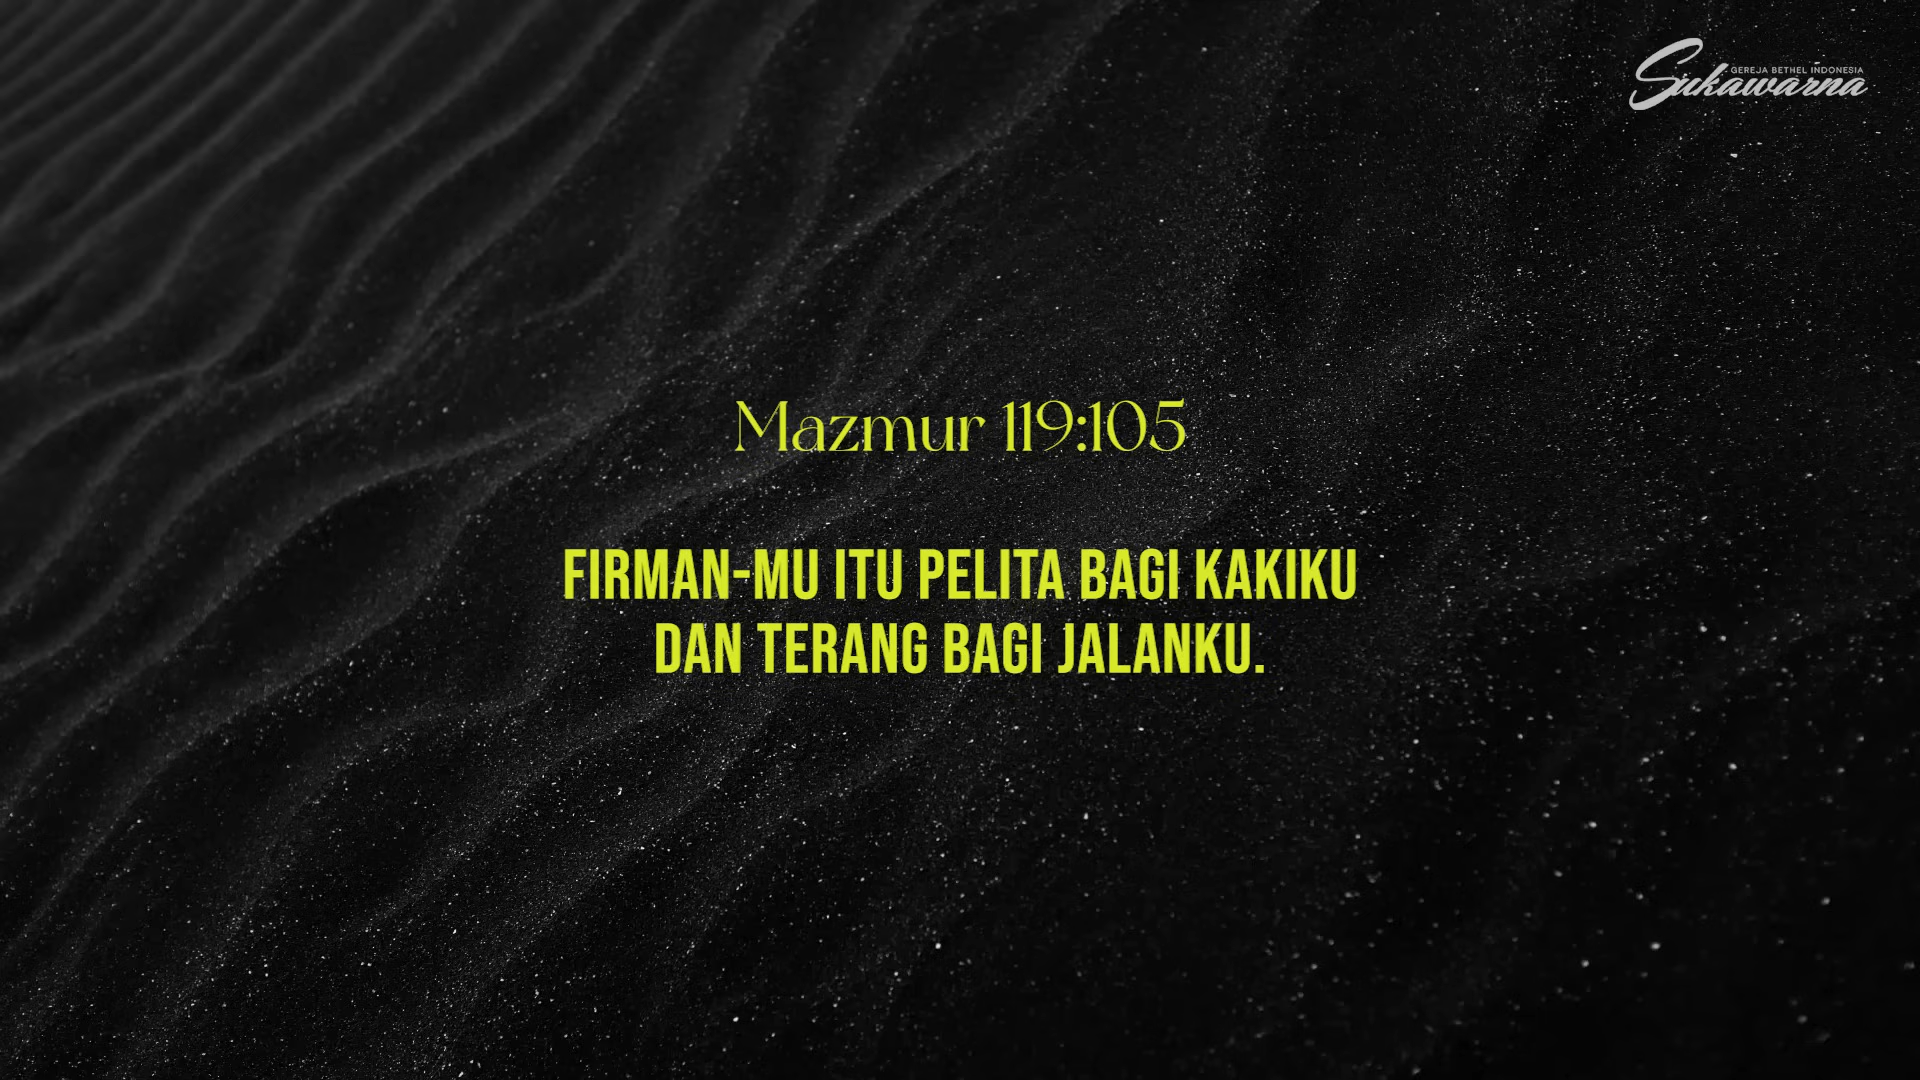 GEREJA BETHEL INDONESIA
Sukawarna
Mazmur 119:105
FIRMAN-MU ITU PELITA BAGI KAKIKU
DAN TERANG BAGI JALANKU.